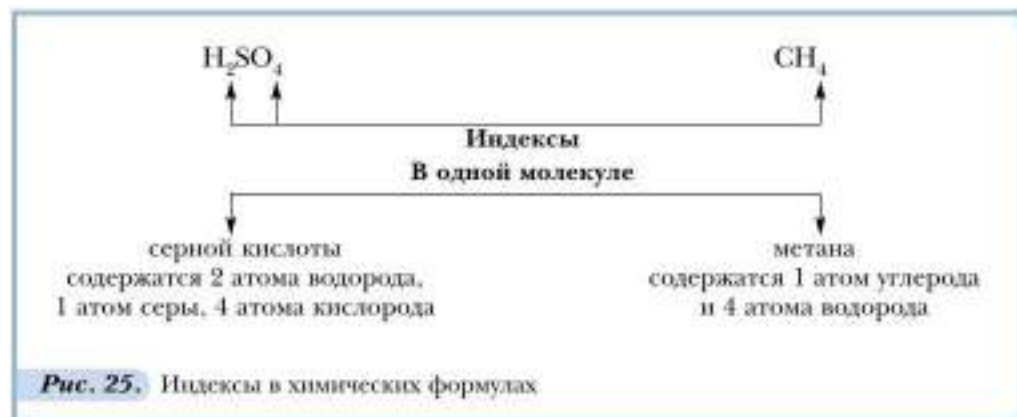 H₂SO₄ CH₄
Индексы
В одной молекуле
серной кислоты метана
содержатся 2 атома водорода, содержатся 1 атом углерода
1 атом серы, 4 атома кислорода и 4 атома водорода
Рис. 25. Индексы в химических формулах